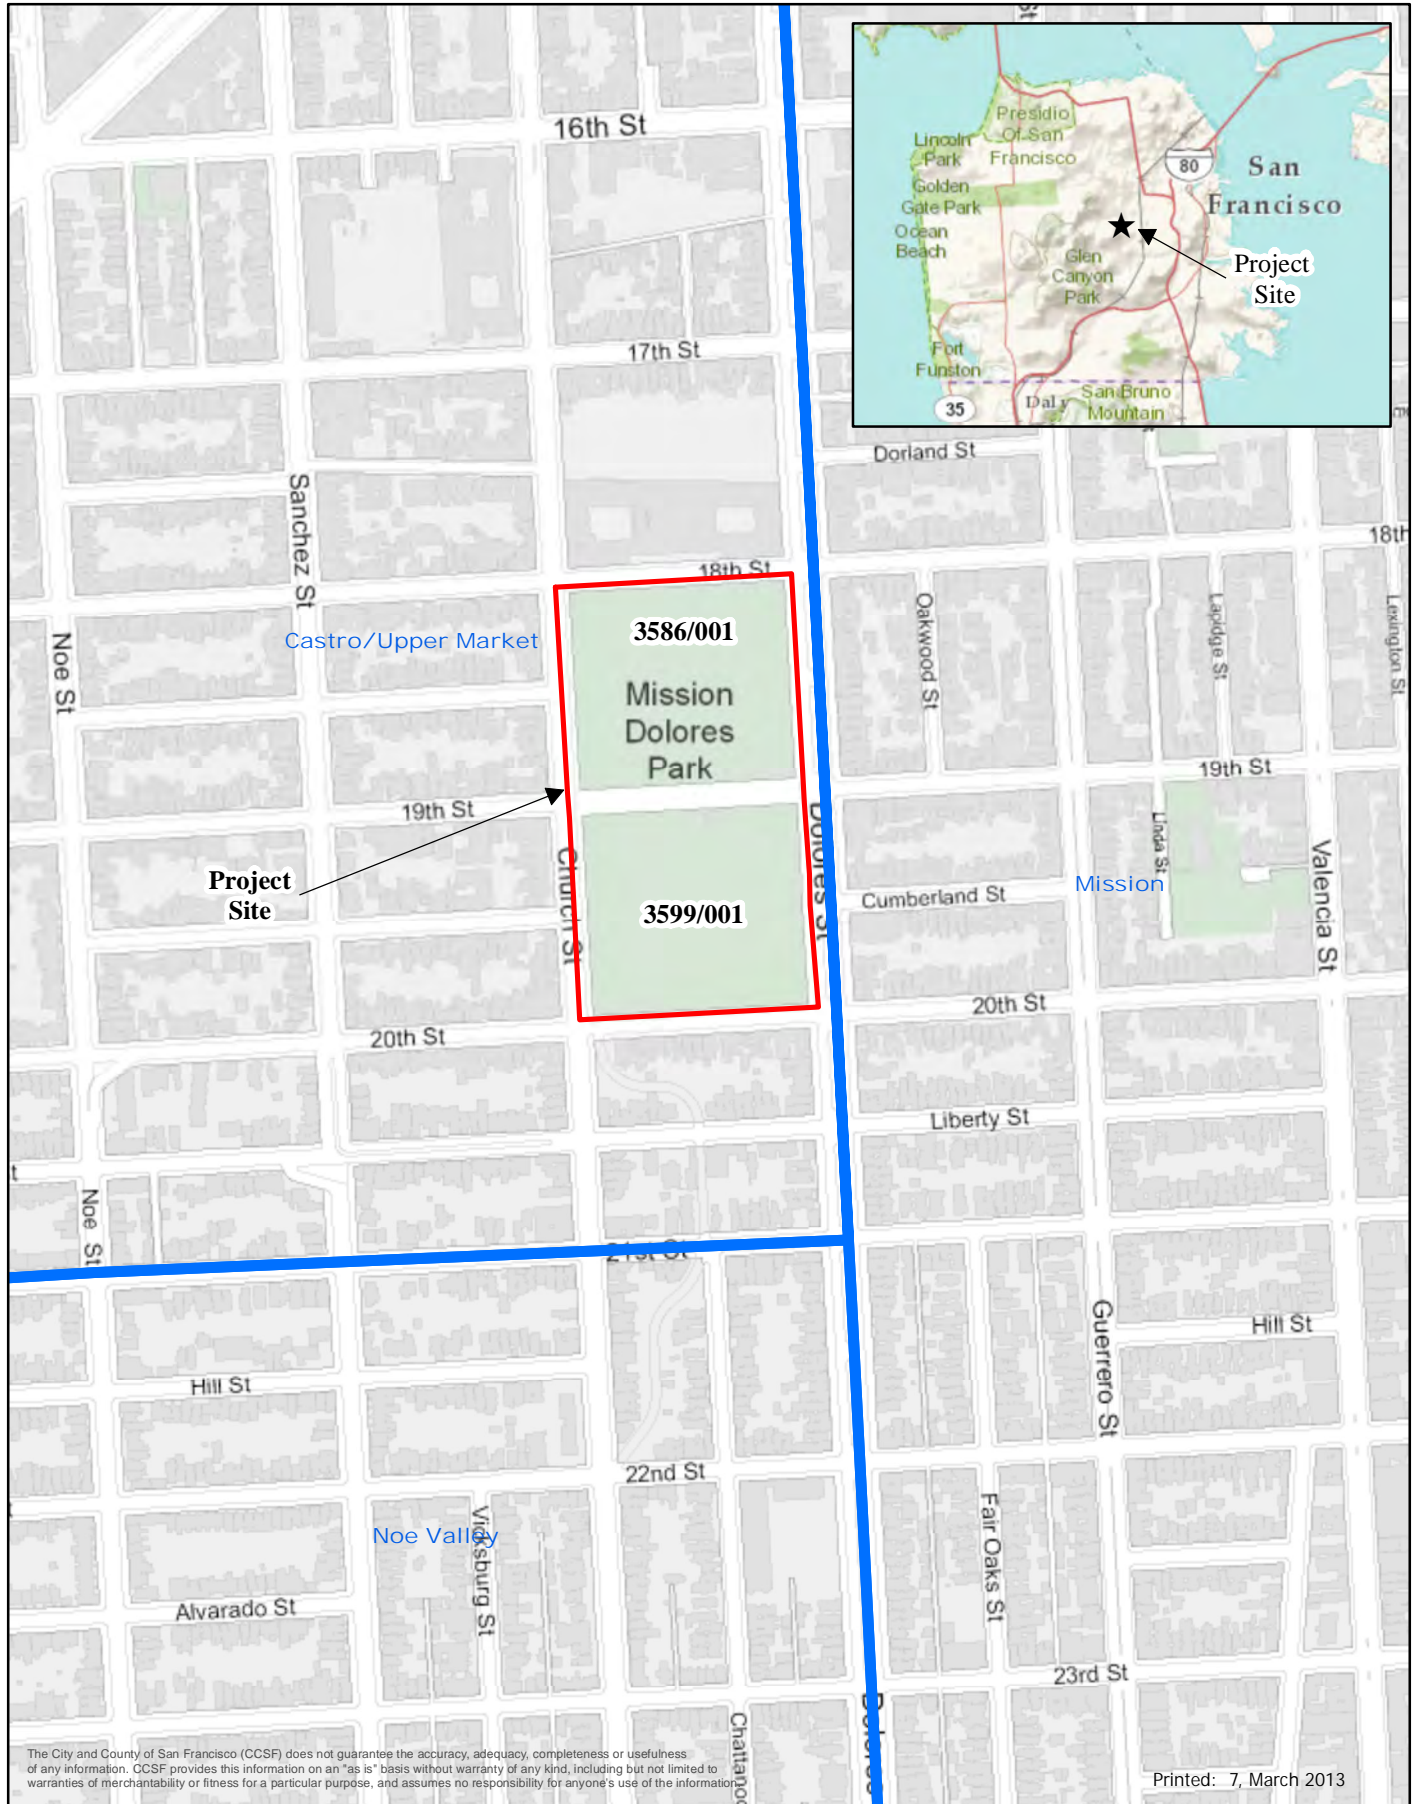 St
16th St
17th St
Dorland St
18th
18th St
Sanchez St
Noe St
Castro/Upper Market
3586/001
Mission
Dolores
Park
Oakwood St
Lapidge St
Lexington St
19th St
19th St
Linda St
Valencia St
Project
Site
Church St
Dolores St
Mission
Cumberland St
3599/001
20th St
20th St
Liberty St
t
Noe St
21st St
Guerrero St
Hill St
Hill St
22nd St
Noe Valley
Vicksburg St
Fair Oaks St
Alvarado St
23rd St
Dolores
Presidio
Of San
Francisco
Lincoln
Park
Golden
Gate Park
Ocean
Beach
80
San
Francisco
Glen
Canyon
Park
Project
Site
Fort
Funston
35
Daly
San Bruno
Mountain
The City and County of San Francisco (CCSF) does not guarantee the accuracy, adequacy, completeness or usefulness
of any information. CCSF provides this information on an "as is" basis without warranty of any kind, including but not limited to
warranties of merchantability or fitness for a particular purpose, and assumes no responsibility for anyone's use of the information.
Printed: 7, March 2013